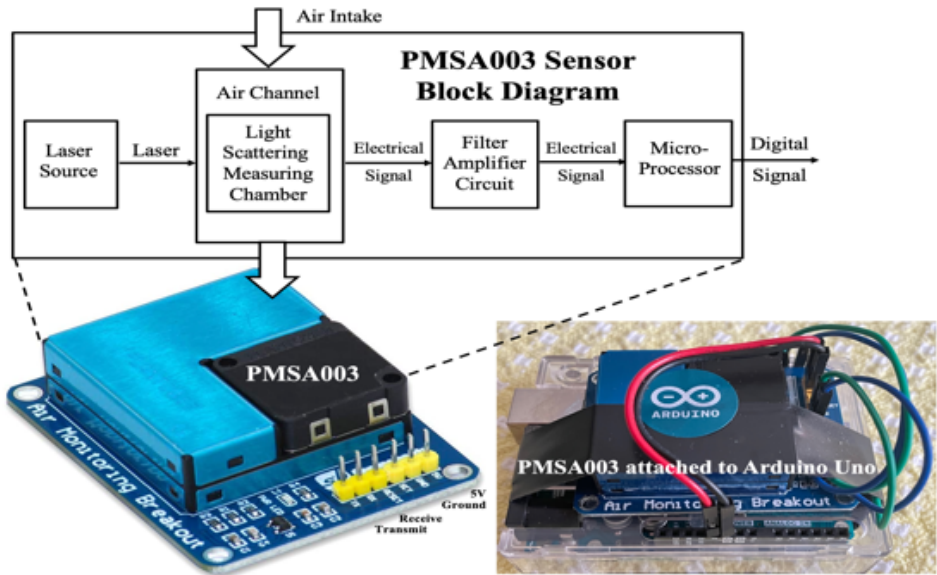 Air Intake
PMSA003 Sensor
Block Diagram
Air Channel
Laser
Source
Laser
Light
Scattering
Measuring
Chamber
Electrical
Signal
Filter
Amplifier
Circuit
Electrical
Signal
Micro-
Processor
Digital
Signal
PMSA003
Air Monitoring Breakout
5V
Ground
Receive
Transmit
ARDUINO
PMSA003 attached to Arduino Uno
Air Monitoring Breakout
ANALOG IN